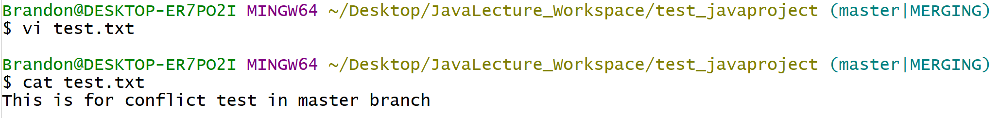 Brandon@DESKTOP-ER7PO2I MINGW64 ~/Desktop/JavaLecture_Workspace/test_javaproject (master|MERGING)
$ vi test.txt
Brandon@DESKTOP-ER7PO2I MINGW64 ~/Desktop/JavaLecture_Workspace/test_javaproject (master|MERGING)
$ cat test.txt
This is for conflict test in master branch